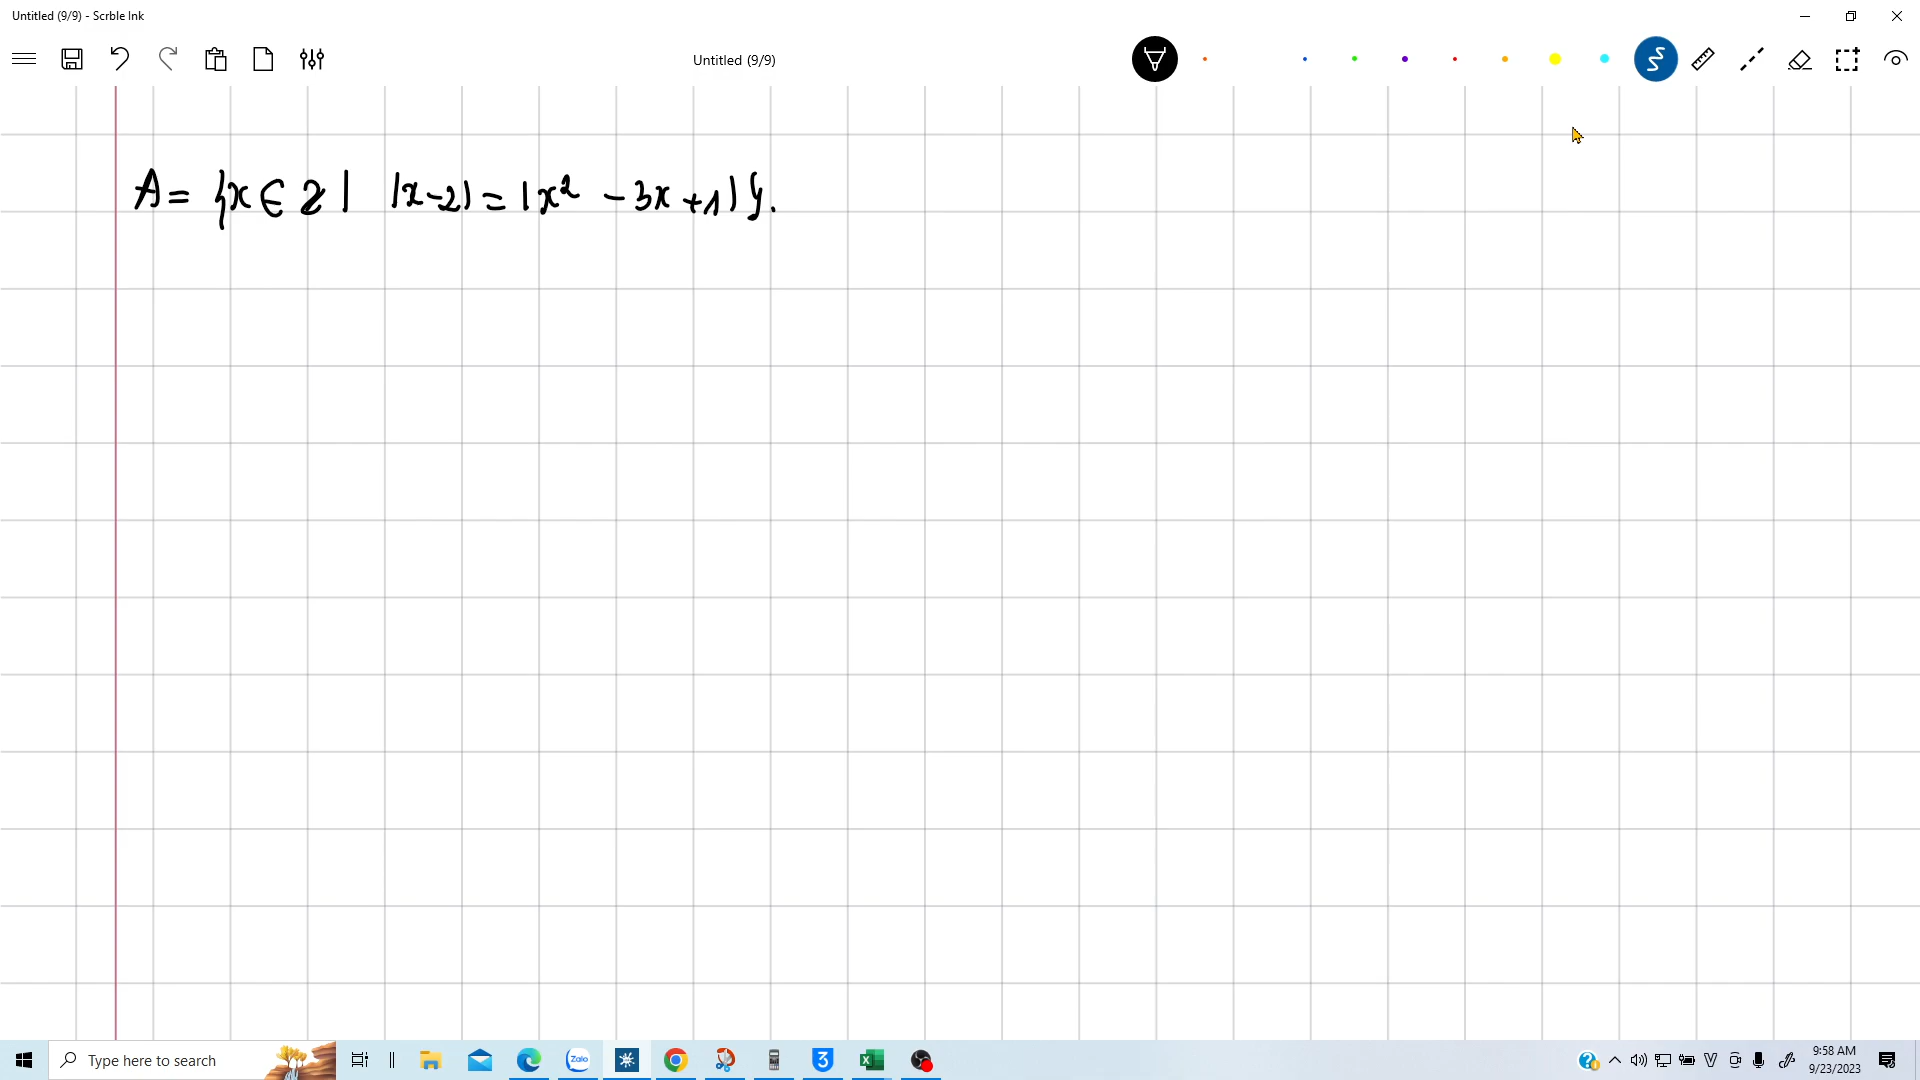 Untitled (9/9) - Scrble Ink
Untitled (9/9)
A = {x ∈ Z | |x-2| = |x² - 3x + 1|}.
Type here to search
Zalo
9:58 AM
9/23/2023